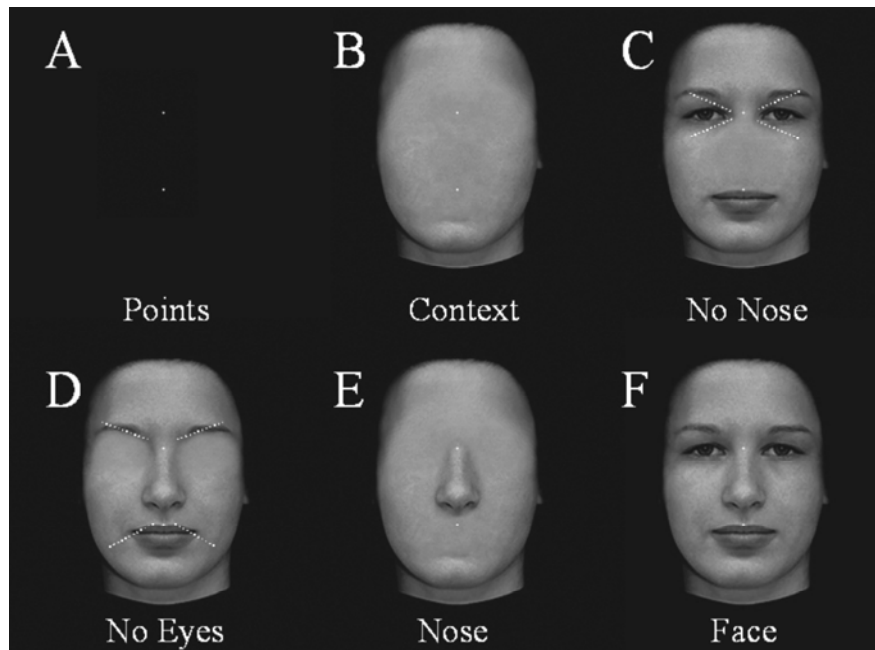 A
B
C
Points
Context
No Nose
D
E
F
No Eyes
Nose
Face